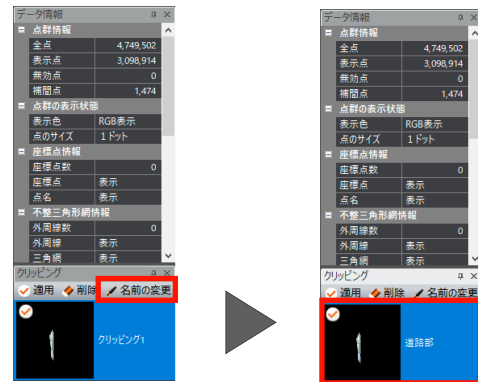 データ情報
点群情報
全点 4,749,502
表示点 3,098,914
無効点 0
補間点 1,474
点群の表示状態
表示色 RGB表示
点のサイズ 1ドット
座標点情報
座標点数 0
座標点 表示
点名 表示
不整三角形網情報
外周線数 0
外周線 表示
三角網 表示
クリッピング
適用 削除 名前の変更
クリッピング1
データ情報
点群情報
全点 4,749,502
表示点 3,098,914
無効点 0
補間点 1,474
点群の表示状態
表示色 RGB表示
点のサイズ 1ドット
座標点情報
座標点数 0
座標点 表示
点名 表示
不整三角形網情報
外周線数 0
外周線 表示
三角網 表示
クリッピング
適用 削除 名前の変更
道路部